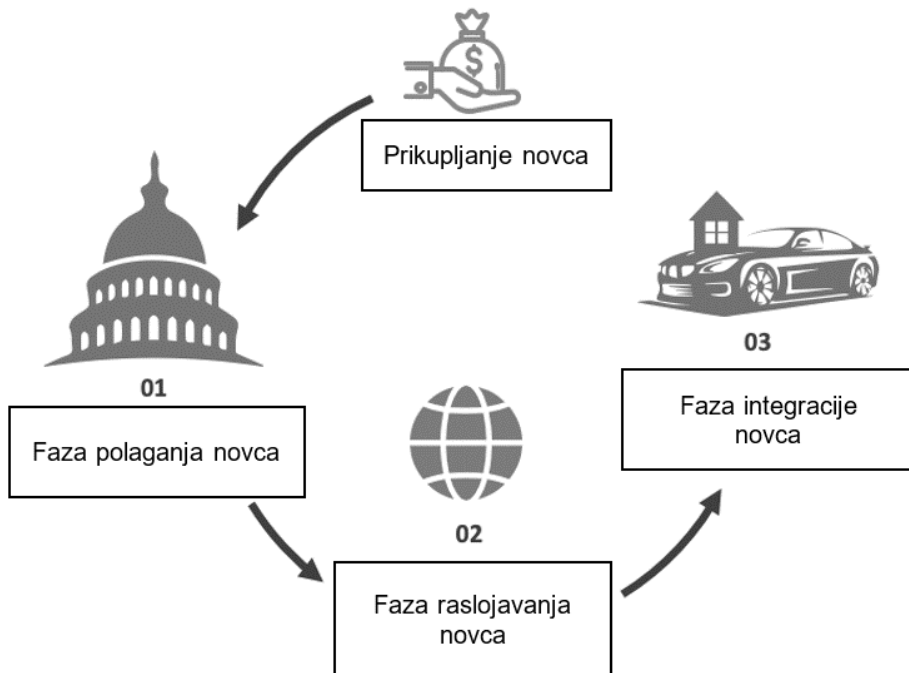 $
Prikupljanje novca
01
Faza polaganja novca
02
Faza raslojavanja
novca
03
Faza integracije
novca